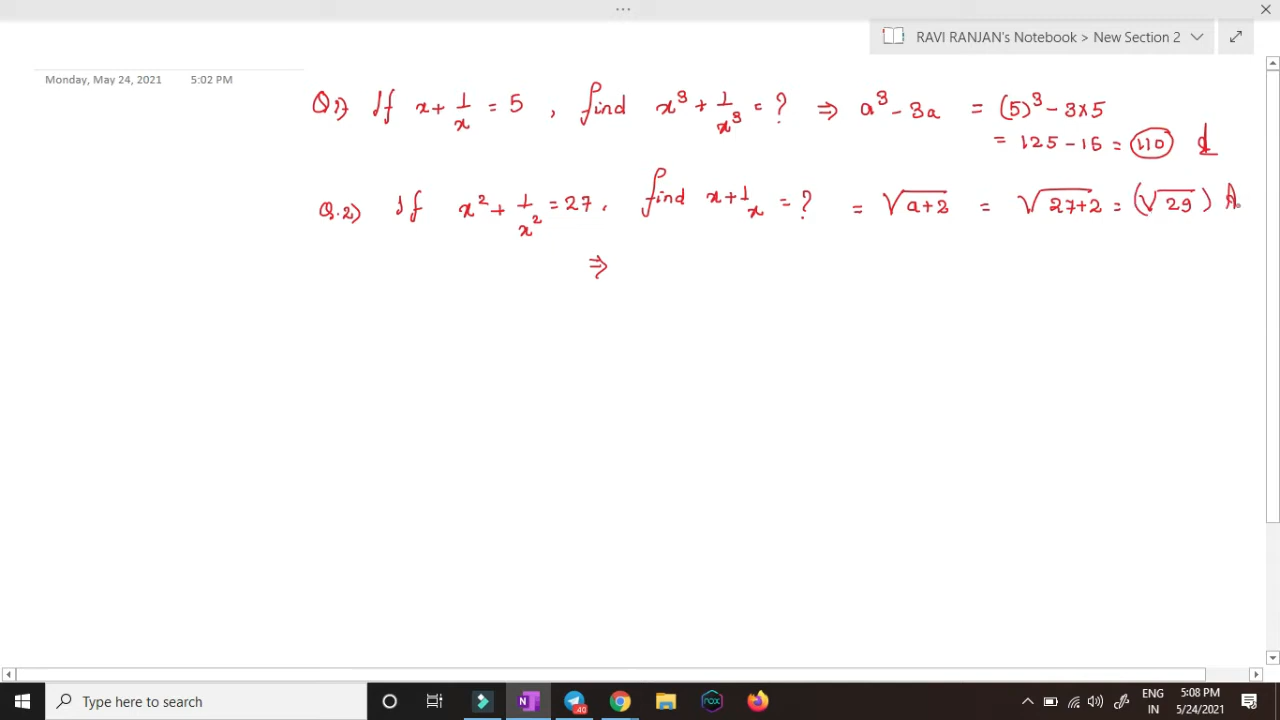 RAVI RANJAN's Notebook > New Section 2
Monday, May 24, 2021 5:02 PM
Q1) If x + 1/x = 5 , find x³ + 1/x³ = ? ⇒ a³ - 3a = (5)³ - 3×5
= 125 - 15 = 110
Q.2) If x² + 1/x² = 27 . find x + 1/x = ? = √a+2 = √27+2 = (√29) A
⇒
Type here to search
ENG
IN
5:08 PM
5/24/2021